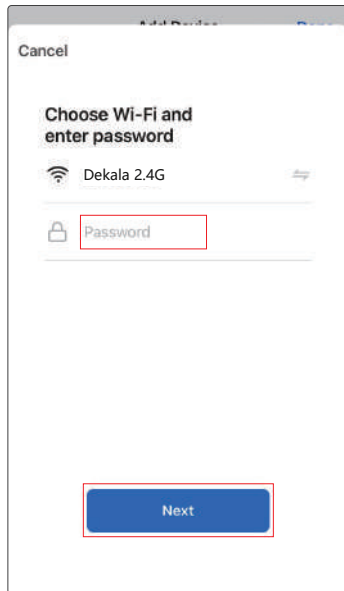 Cancel
Choose Wi-Fi and
enter password
Dekala 2.4G
Password
Next